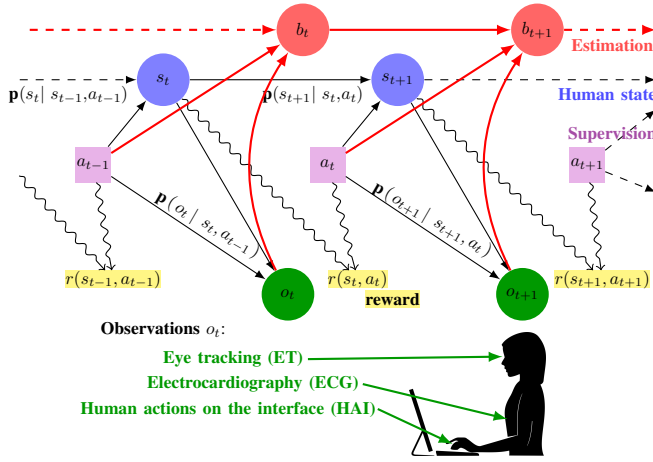 b_t
b_{t+1}
Estimation
s_t
s_{t+1}
p(s_t | s_{t−1},a_{t−1})
p(s_{t+1} | s_t,a_t)
Human state
Supervision
a_{t−1}
a_t
a_{t+1}
p(o_t | s_t,a_{t−1})
p(o_{t+1} | s_{t+1},a_t)
r(s_{t−1},a_{t−1})
r(s_t,a_t)
r(s_{t+1},a_{t+1})
reward
o_t
o_{t+1}
Observations o_t:
Eye tracking (ET)
Electrocardiography (ECG)
Human actions on the interface (HAI)